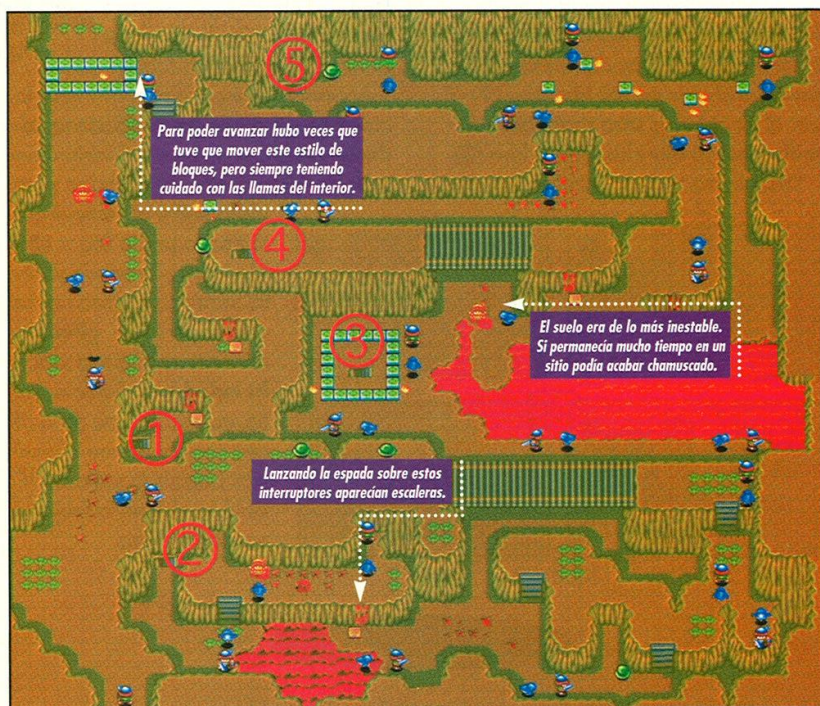 5
Para poder avanzar hubo veces que
tuve que mover este estilo de
bloques, pero siempre teniendo
cuidado con las llamas del interior.
4
El suelo era de lo más inestable.
Si permanecía mucho tiempo en un
sitio podía acabar chamuscado.
3
1
Lanzando la espada sobre estos
interruptores aparecían escaleras.
2